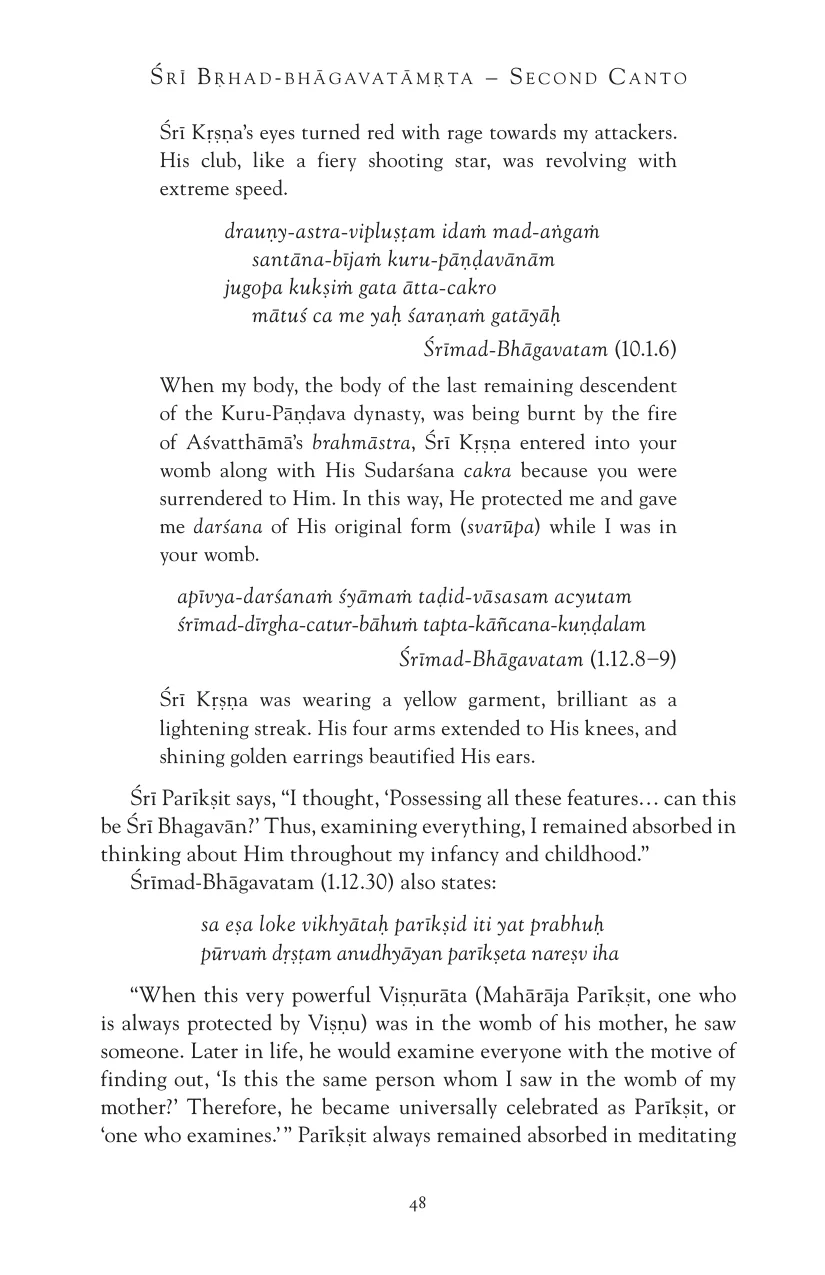 Śrī Bṛhad-bhāgavatāmṛta – Second Canto
Śrī Kṛṣṇa’s eyes turned red with rage towards my attackers.
His club, like a fiery shooting star, was revolving with
extreme speed.
drauṇy-astra-vipluṣṭam idaṁ mad-aṅgaṁ
santāna-bījaṁ kuru-pāṇḍavānām
jugopa kukṣiṁ gata ātta-cakro
mātuś ca me yaḥ śaraṇaṁ gatāyāḥ
Śrīmad-Bhāgavatam (10.1.6)
When my body, the body of the last remaining descendent
of the Kuru-Pāṇḍava dynasty, was being burnt by the fire
of Aśvatthāmā’s brahmāstra, Śrī Kṛṣṇa entered into your
womb along with His Sudarśana cakra because you were
surrendered to Him. In this way, He protected me and gave
me darśana of His original form (svarūpa) while I was in
your womb.
apīvya-darśanaṁ śyāmaṁ taḍid-vāsasam acyutam
śrīmad-dīrgha-catur-bāhuṁ tapta-kāñcana-kuṇḍalam
Śrīmad-Bhāgavatam (1.12.8–9)
Śrī Kṛṣṇa was wearing a yellow garment, brilliant as a
lightening streak. His four arms extended to His knees, and
shining golden earrings beautified His ears.
Śrī Parīkṣit says, “I thought, ‘Possessing all these features… can this
be Śrī Bhagavān?’ Thus, examining everything, I remained absorbed in
thinking about Him throughout my infancy and childhood.”
Śrīmad-Bhāgavatam (1.12.30) also states:
sa eṣa loke vikhyātaḥ parīkṣid iti yat prabhuḥ
pūrvaṁ dṛṣṭam anudhyāyan parīkṣeta nareṣv iha
“When this very powerful Viṣṇurāta (Mahārāja Parīkṣit, one who
is always protected by Viṣṇu) was in the womb of his mother, he saw
someone. Later in life, he would examine everyone with the motive of
finding out, ‘Is this the same person whom I saw in the womb of my
mother?’ Therefore, he became universally celebrated as Parīkṣit, or
‘one who examines.’” Parīkṣit always remained absorbed in meditating
48